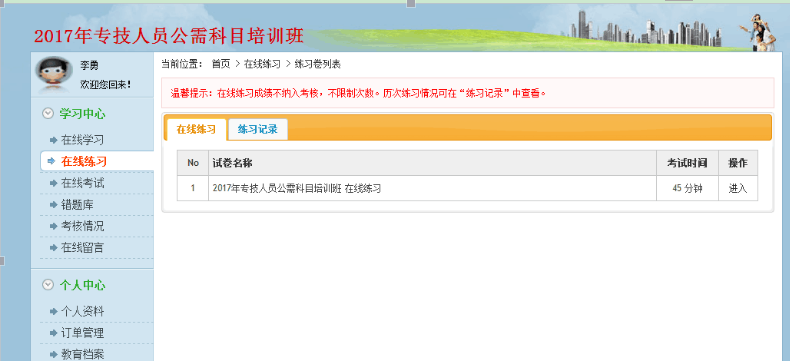 2017年专技人员公需科目培训班
李勇
欢迎您回来!
当前位置: 首页 > 在线练习 > 练习卷列表
温馨提示：在线练习成绩不纳入考核，不限制次数。历次练习情况可在“练习记录”中查看。
学习中心
在线学习
在线练习
在线考试
错题库
考核情况
在线留言
个人中心
个人资料
订单管理
教育档案
在线练习 练习记录
No 试卷名称 考试时间 操作
1 2017年专技人员公需科目培训班 在线练习 45 分钟 进入